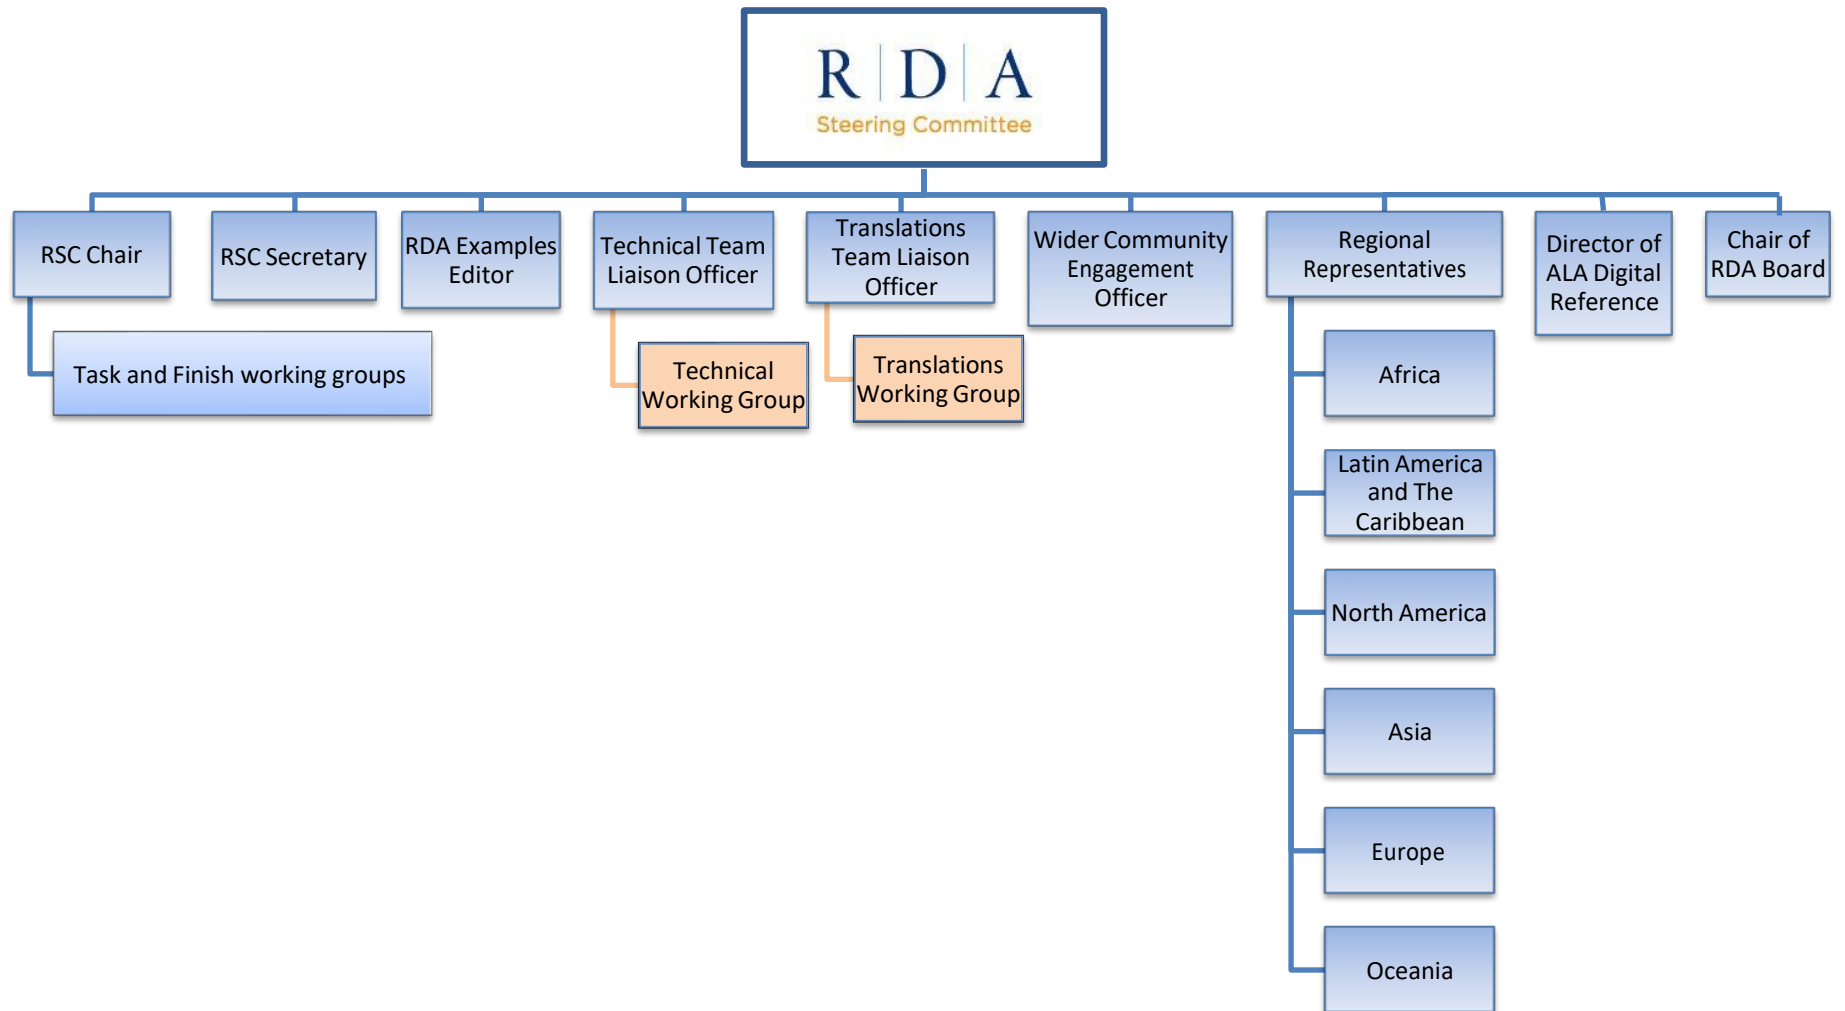 R | D | A
Steering Committee
RSC Chair
RSC Secretary
RDA Examples
Editor
Technical Team
Liaison Officer
Translations
Team Liaison
Officer
Wider Community
Engagement
Officer
Regional
Representatives
Director of
ALA Digital
Reference
Chair of
RDA Board
Task and Finish working groups
Technical
Working Group
Translations
Working Group
Africa
Latin America
and The
Caribbean
North America
Asia
Europe
Oceania